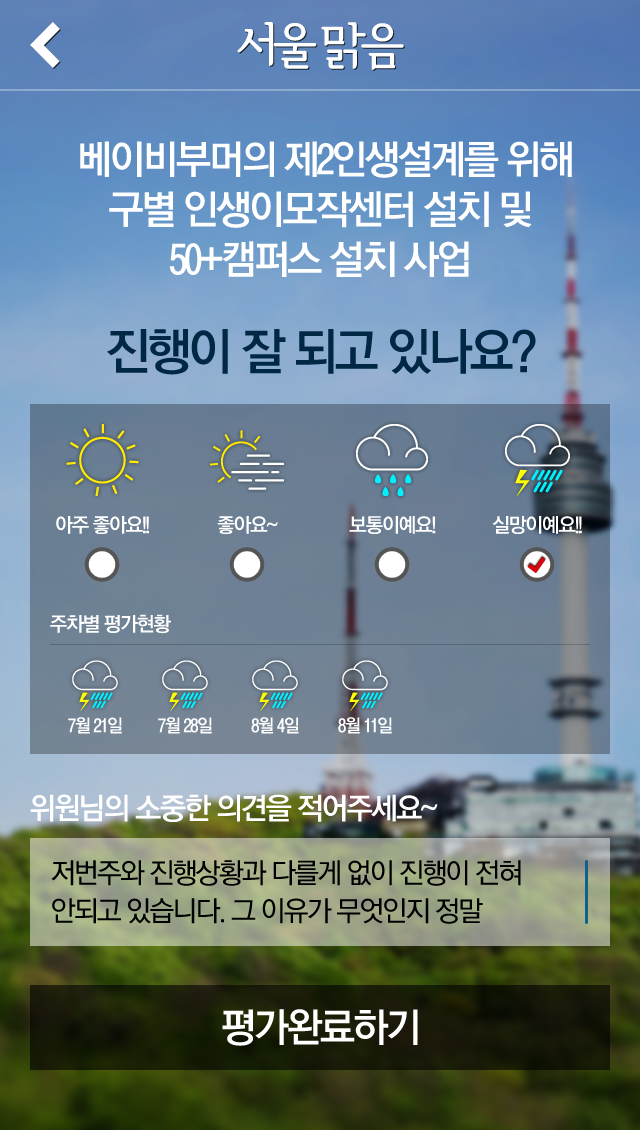 서울 맑음
베이비부머의 제2인생설계를 위해
구별 인생이모작센터 설치 및
50+캠퍼스 설치 사업
진행이 잘 되고 있나요?
아주 좋아요!! 좋아요~ 보통이예요! 실망이예요!!
주차별 평가현황
7월 21일 7월 28일 8월 4일 8월 11일
위원님의 소중한 의견을 적어주세요~
저번주와 진행상황과 다를게 없이 진행이 전혀
안되고 있습니다. 그 이유가 무엇인지 정말
평가완료하기